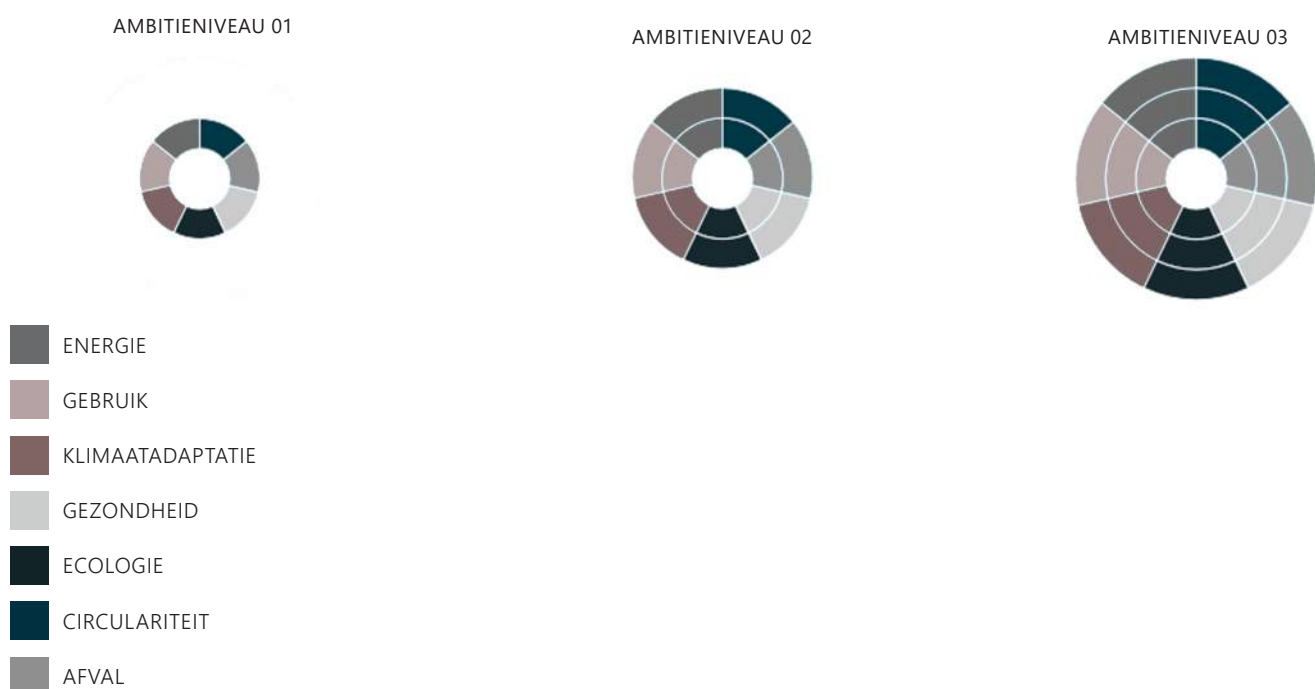 AMBITIENIVEAU 01
AMBITIENIVEAU 02
AMBITIENIVEAU 03
ENERGIE
GEBRUIK
KLIMAATADAPTATIE
GEZONDHEID
ECOLOGIE
CIRCULARITEIT
AFVAL